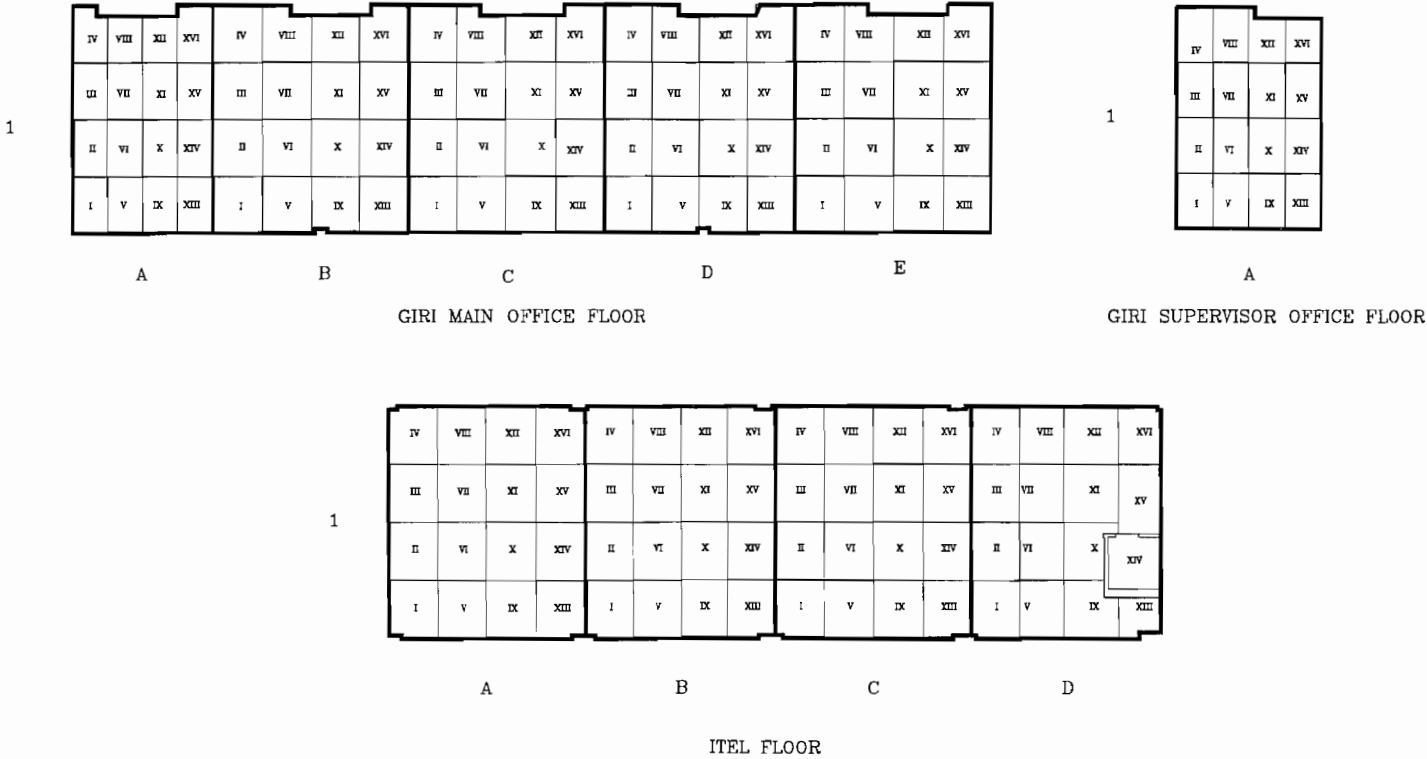 IV VIII XII XVI IV VIII XII XVI IV VIII XII XVI IV VIII XII XVI IV VIII XII XVI
III VII XI XV III VII XI XV III VII XI XV III VII XI XV III VII XI XV
1
II VI X XIV II VI X XIV II VI X XIV II VI X XIV II VI X XIV
I V IX XIII I V IX XIII I V IX XIII I V IX XIII I V IX XIII
A B C D E
GIRI MAIN OFFICE FLOOR
IV VIII XII XVI
III VII XI XV
1
II VI X XIV
I V IX XIII
A
GIRI SUPERVISOR OFFICE FLOOR
IV VIII XII XVI IV VIII XII XVI IV VIII XII XVI IV VIII XII XVI
III VII XI XV III VII XI XV III VII XI XV III VII XI XV
1
II VI X XIV II VI X XIV II VI X XIV II VI X XIV
I V IX XIII I V IX XIII I V IX XIII I V IX XIII
A B C D
ITEL FLOOR